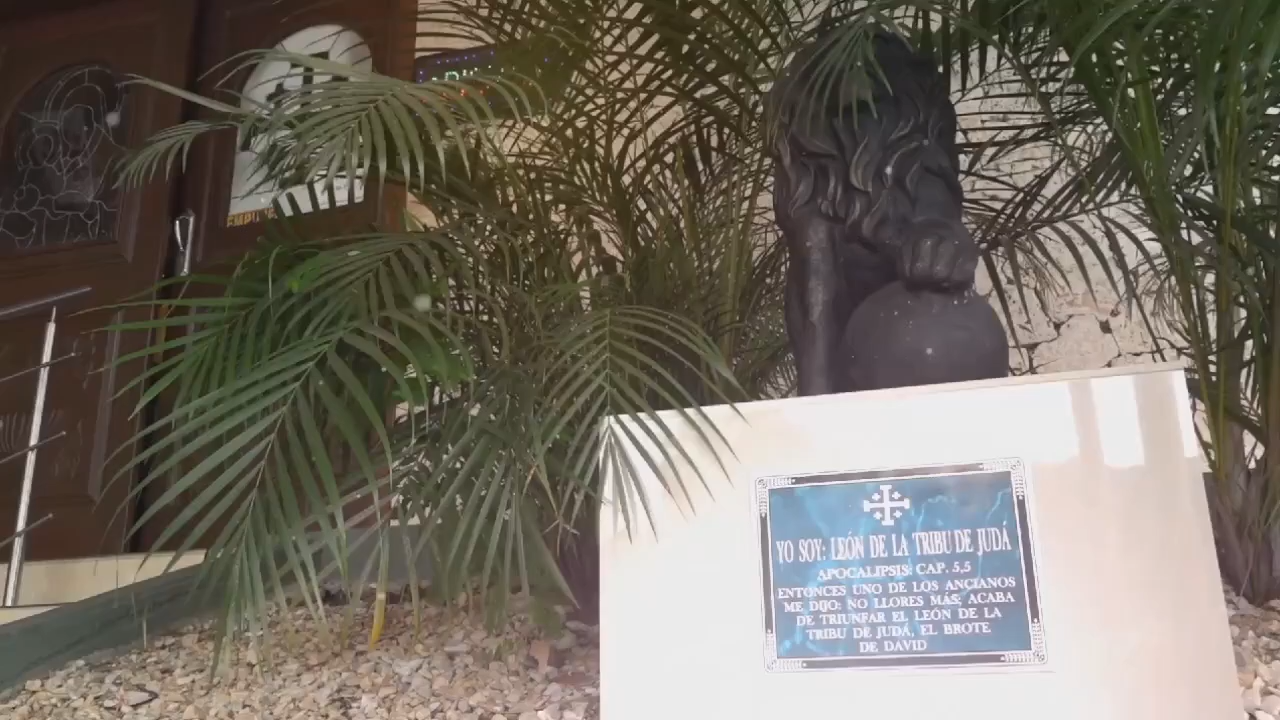 EMPU
YO SOY: LEÓN DE LA TRIBU DE JUDÁ
APOCALIPSIS: CAP. 5,5
ENTONCES UNO DE LOS ANCIANOS
ME DIJO: NO LLORES MÁS; ACABA
DE TRIUNFAR EL LEÓN DE LA
TRIBU DE JUDÁ, EL BROTE
DE DAVID